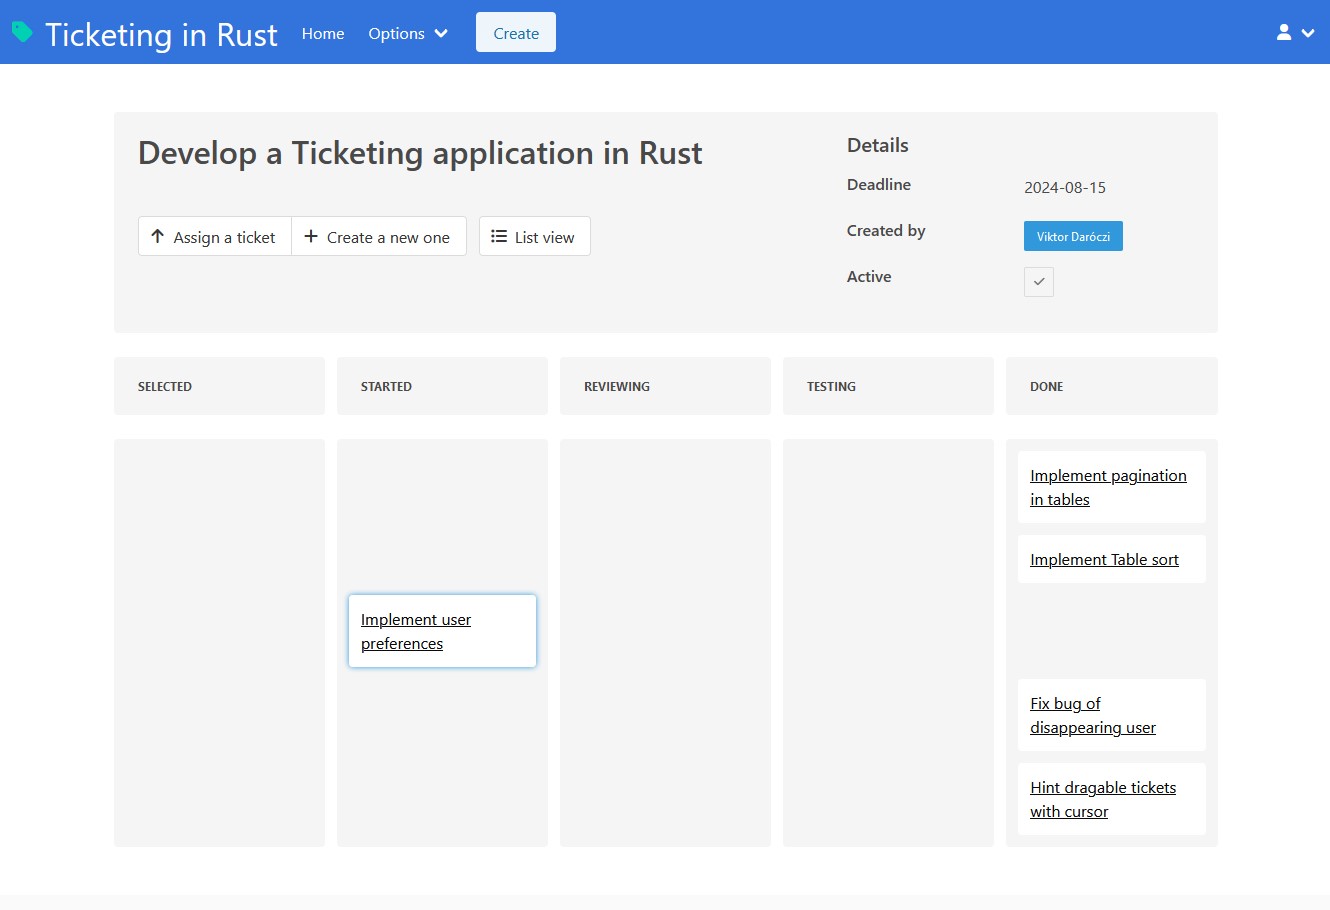 Ticketing in Rust Home Options Create
Develop a Ticketing application in Rust
Assign a ticket Create a new one List view
Details
Deadline 2024-08-15
Created by Viktor Daróczi
Active
SELECTED STARTED REVIEWING TESTING DONE
Implement pagination
in tables
Implement Table sort
Implement user
preferences
Fix bug of
disappearing user
Hint dragable tickets
with cursor